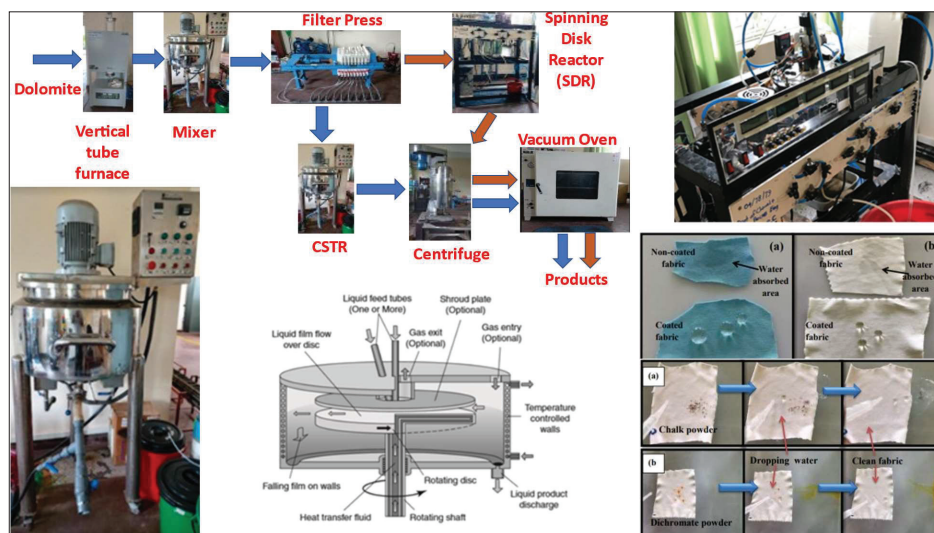 Filter Press
Spinning
Disk
Reactor
(SDR)
Dolomite
Mixer
Vertical
tube
furnace
Vacuum Oven
CSTR
Centrifuge
Products
Liquid feed tubes
(One or More)
Shroud plate
(Optional)
Liquid film flow
over disc
Gas exit
(Optional)
Gas entry
(Optional)
Temperature
controlled
walls
Falling film on walls
Rotating disc
Liquid product
discharge
Heat transfer fluid
Rotating shaft
(a)
Non-coated
fabric
Water
absorbed
area
Coated
fabric
(b)
Non-coated
fabric
Water
absorbed
area
Coated
fabric
(a)
Chalk powder
Dropping water
Clean fabric
(b
Dichromate powder